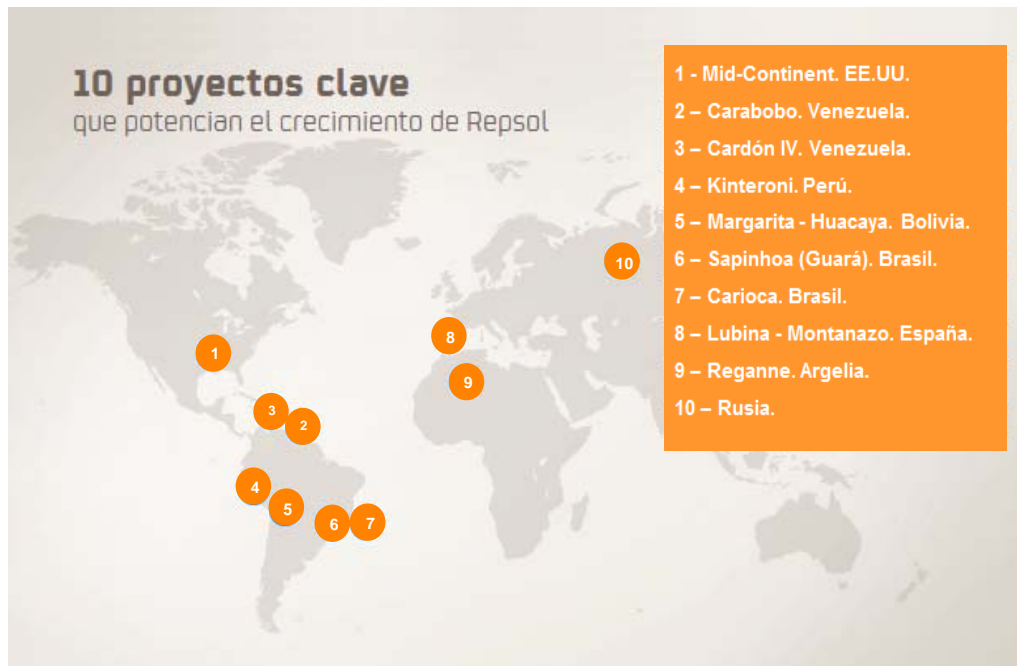 10 proyectos clave
que potencian el crecimiento de Repsol
1 - Mid-Continent. EE.UU.
2 – Carabobo. Venezuela.
3 – Cardón IV. Venezuela.
4 – Kinteroni. Perú.
5 – Margarita - Huacaya. Bolivia.
6 – Sapinhoa (Guará). Brasil.
7 – Carioca. Brasil.
8 – Lubina - Montanazo. España.
9 – Reganne. Argelia.
10 – Rusia.
10
8
1
9
3
2
4
5
6
7